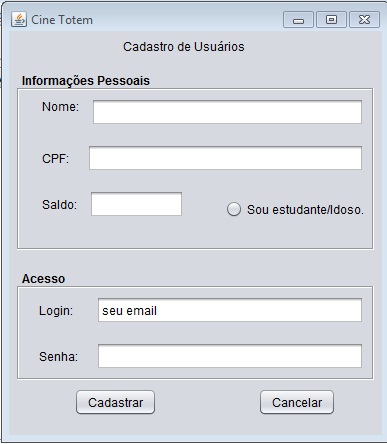 Cine Totem
Cadastro de Usuários
Informações Pessoais
Nome:
CPF:
Saldo:
Sou estudante/Idoso.
Acesso
Login:
seu email
Senha:
Cadastrar
Cancelar